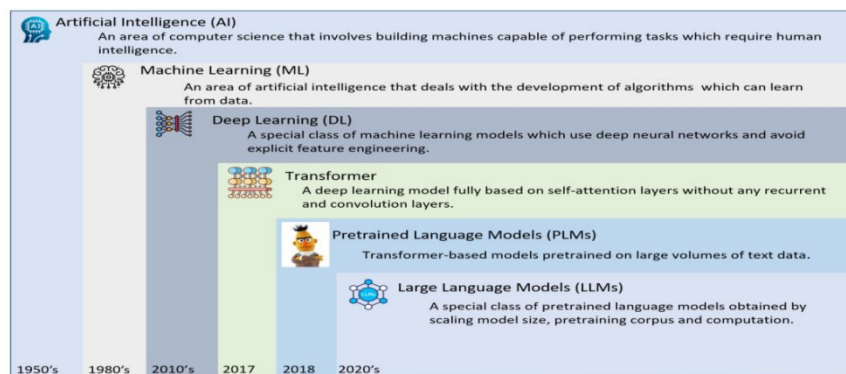 Artificial Intelligence (AI)
An area of computer science that involves building machines capable of performing tasks which require human
intelligence.
Machine Learning (ML)
An area of artificial intelligence that deals with the development of algorithms which can learn
from data.
Deep Learning (DL)
A special class of machine learning models which use deep neural networks and avoid
explicit feature engineering.
Transformer
A deep learning model fully based on self-attention layers without any recurrent
and convolution layers.
Pretrained Language Models (PLMs)
Transformer-based models pretrained on large volumes of text data.
LLMs
Large Language Models (LLMs)
A special class of pretrained language models obtained by
scaling model size, pretraining corpus and computation.
1950's 1980's 2010's 2017 2018 2020's
AI